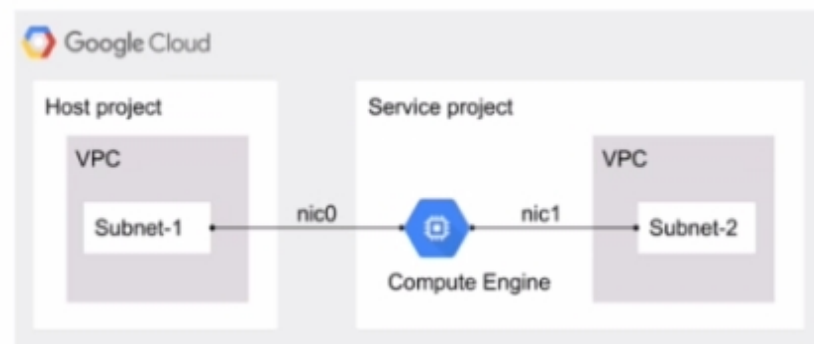 Google Cloud
Host project
VPC
Subnet-1
nic0
Service project
Compute Engine
nic1
VPC
Subnet-2